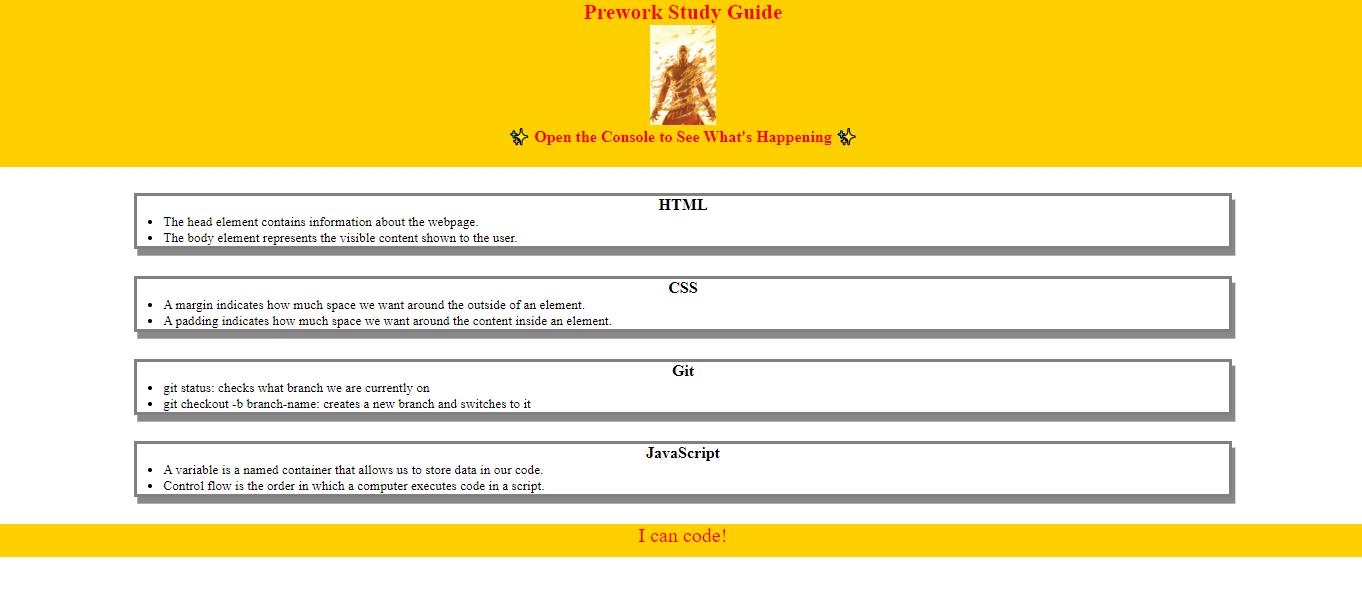 Prework Study Guide
✨ Open the Console to See What's Happening ✨
HTML
• The head element contains information about the webpage.
• The body element represents the visible content shown to the user.
CSS
• A margin indicates how much space we want around the outside of an element.
• A padding indicates how much space we want around the content inside an element.
Git
• git status: checks what branch we are currently on
• git checkout -b branch-name: creates a new branch and switches to it
JavaScript
• A variable is a named container that allows us to store data in our code.
• Control flow is the order in which a computer executes code in a script.
I can code!